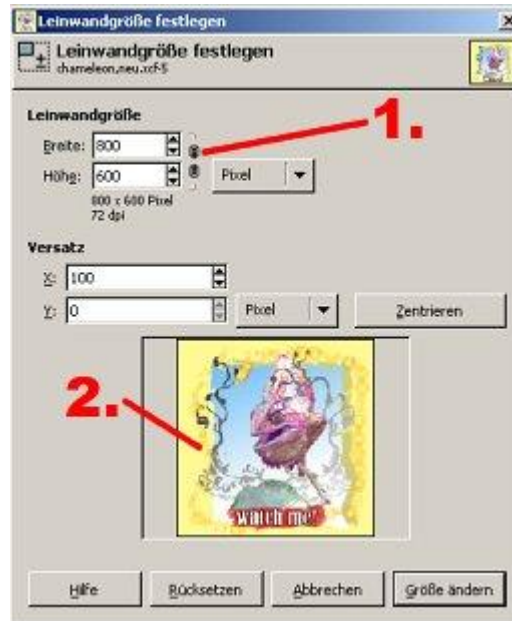 Leinwandgröße festlegen
Leinwandgröße festlegen
chameleon,neu.xcf-5
Leinwandgröße
1.
Breite: 800
Höhe: 600 Pixel
800 x 600 Pixel
72 dpi
Versatz
X: 100
Y: 0 Pixel Zentrieren
2.
watch me!
Hilfe Rücksetzen Abbrechen Größe ändern